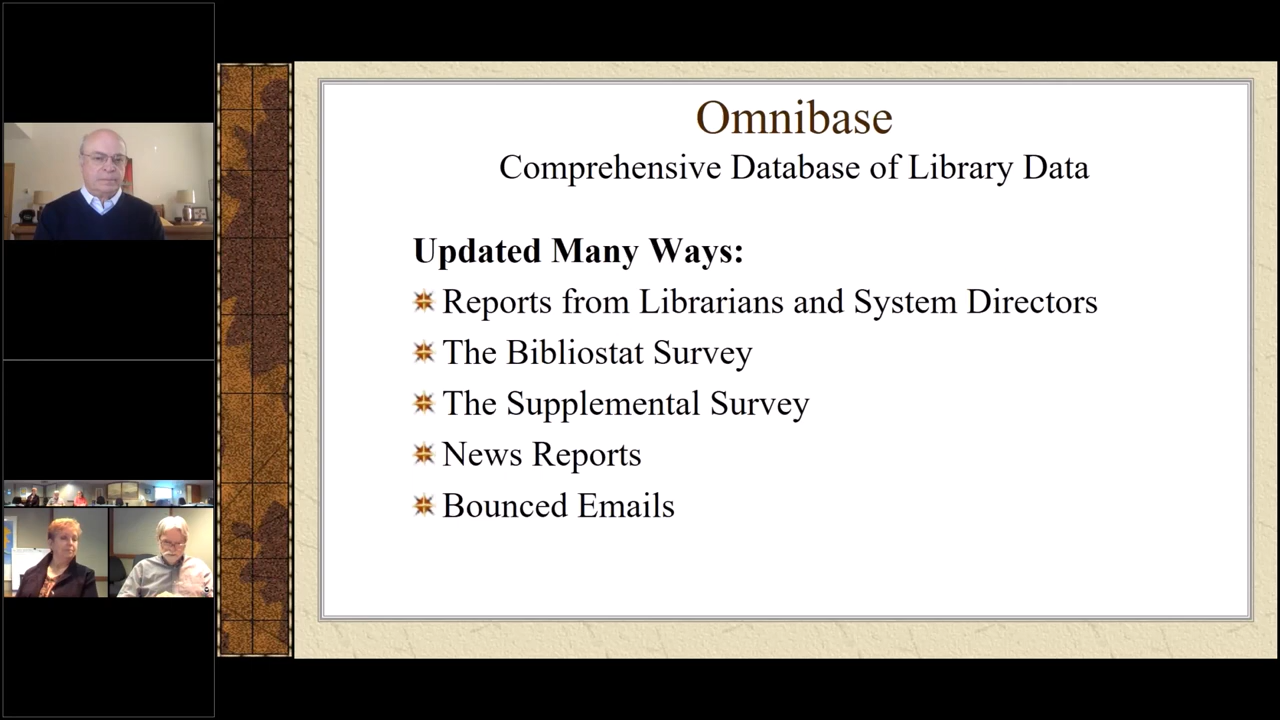 Omnibase
Comprehensive Database of Library Data
Updated Many Ways:
Reports from Librarians and System Directors
The Bibliostat Survey
The Supplemental Survey
News Reports
Bounced Emails